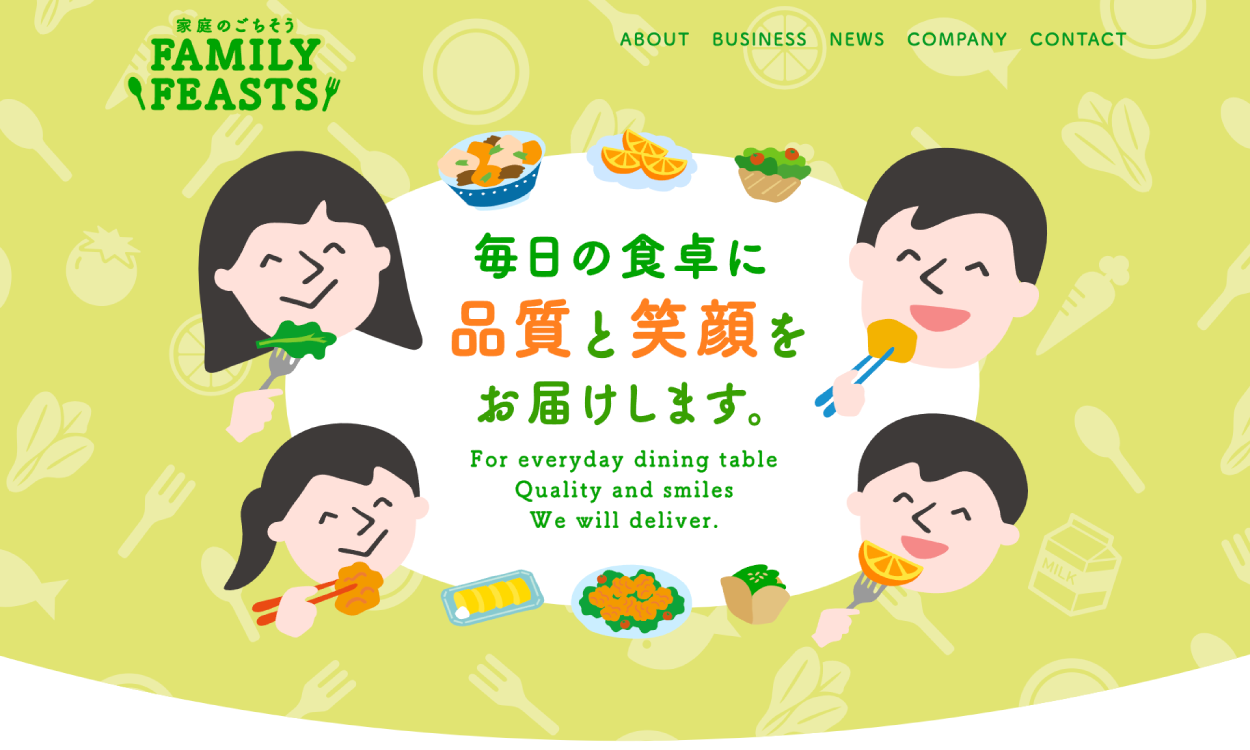 家庭のごちそう
FAMILY
FEASTS
ABOUT BUSINESS NEWS COMPANY CONTACT
毎日の食卓に
品質と笑顔を
お届けします。
For everyday dining table
Quality and smiles
We will deliver.
MILK